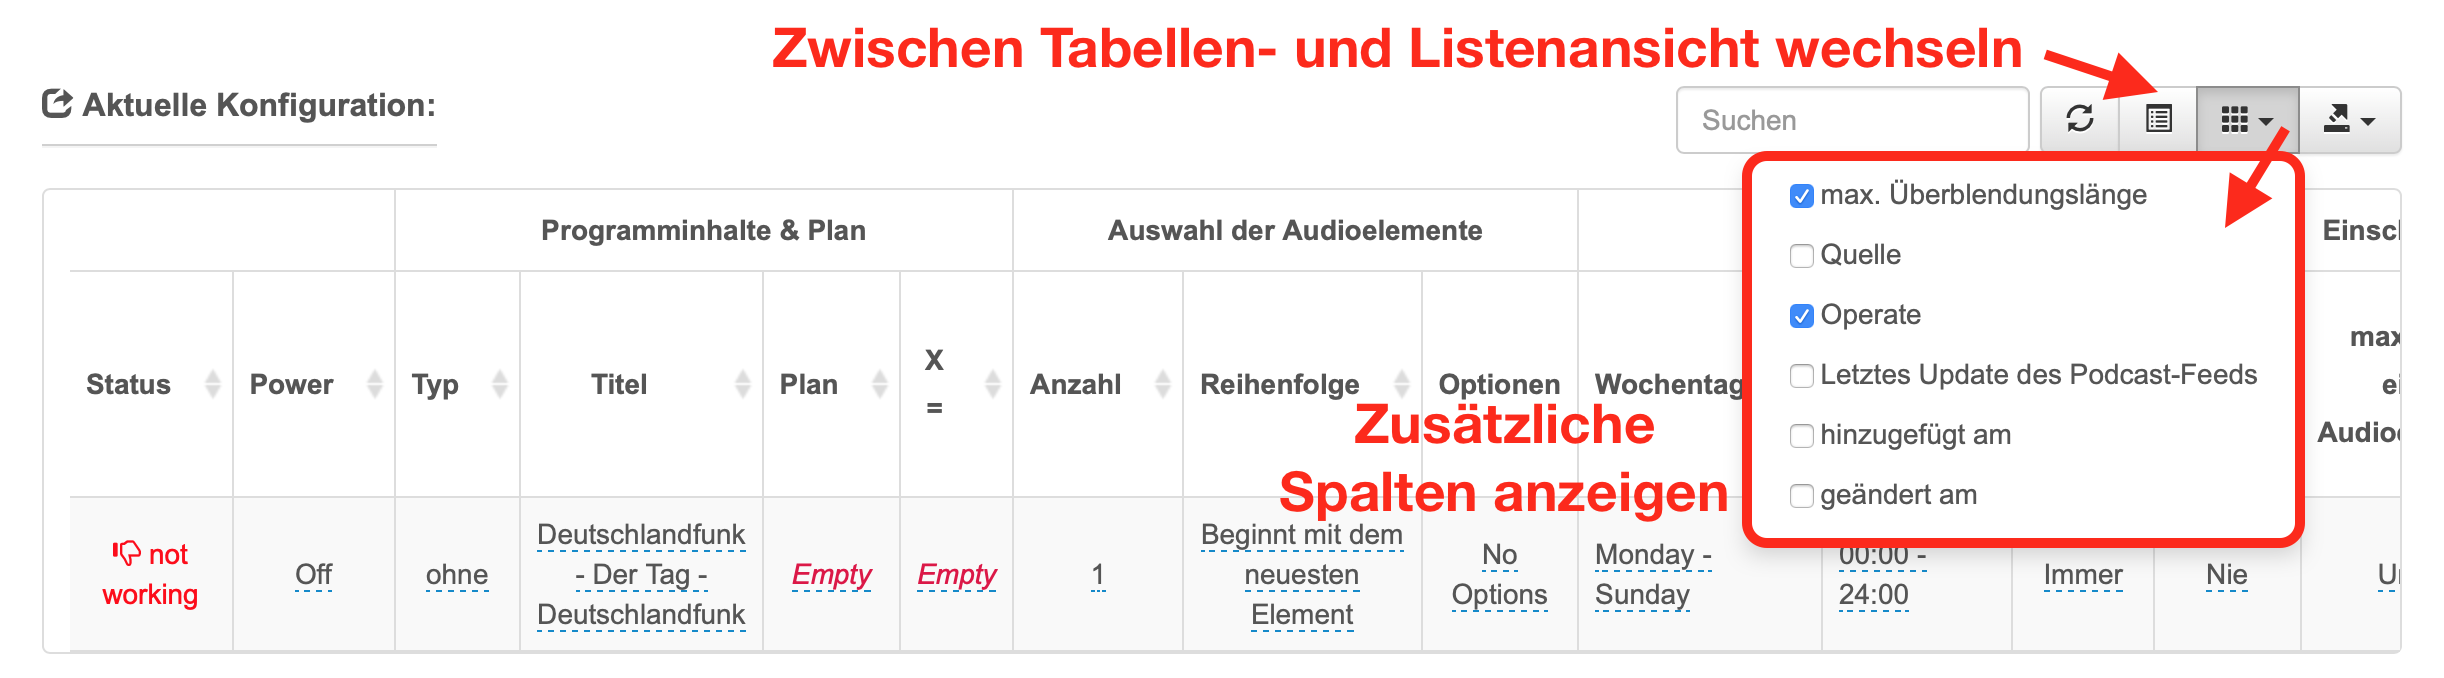 Zwischen Tabellen- und Listenansicht wechseln
Aktuelle Konfiguration:
Suchen
max. Überblendungslänge
Quelle
Operate
Letztes Update des Podcast-Feeds
hinzugefügt am
geändert am
Programminhalte & Plan
Auswahl der Audioelemente
Einsch
Status
Power
Typ
Titel
Plan
X
=
Anzahl
Reihenfolge
Optionen
Wochentag
max
ei
Audioe
Zusätzliche
Spalten anzeigen
not
working
Off
ohne
Deutschlandfunk
- Der Tag -
Deutschlandfunk
Empty
Empty
1
Beginnt mit dem
neuesten
Element
No
Options
Monday -
Sunday
00:00 -
24:00
Immer
Nie